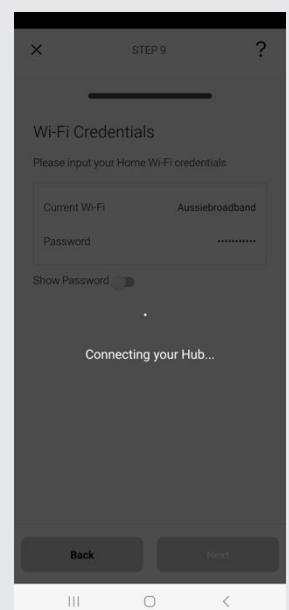 STEP 9 ?
Wi-Fi Credentials
Please input your Home Wi-Fi credentials
Current Wi-Fi Aussiebroadband
Password •••••••••••
Show Password
Connecting your Hub...
Back Next